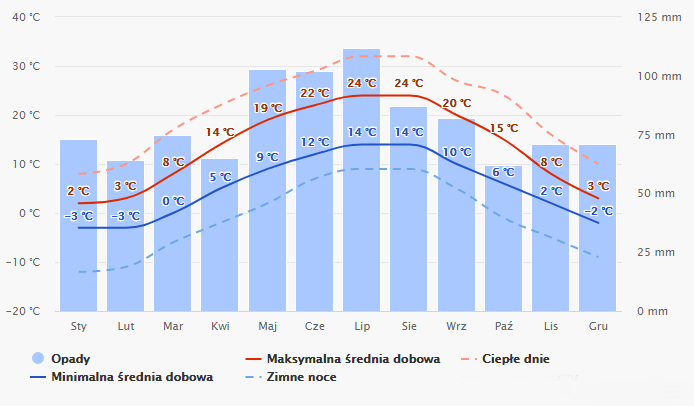 40 °C 125 mm
30 °C 100 mm
24 °C 24 °C
22 °C
20 °C 19 °C 20 °C 75 mm
14 °C 14 °C 14 °C 15 °C
12 °C
10 °C 8 °C 9 °C 10 °C 8 °C 50 mm
5 °C 6 °C
2 °C 3 °C 3 °C
0 °C 0 °C 2 °C 25 mm
−3 °C −3 °C −2 °C
−10 °C
−20 °C 0 mm
Sty Lut Mar Kwi Maj Cze Lip Sie Wrz Paź Lis Gru
Opady Maksymalna średnia dobowa Ciepłe dnie
Minimalna średnia dobowa Zimne noce